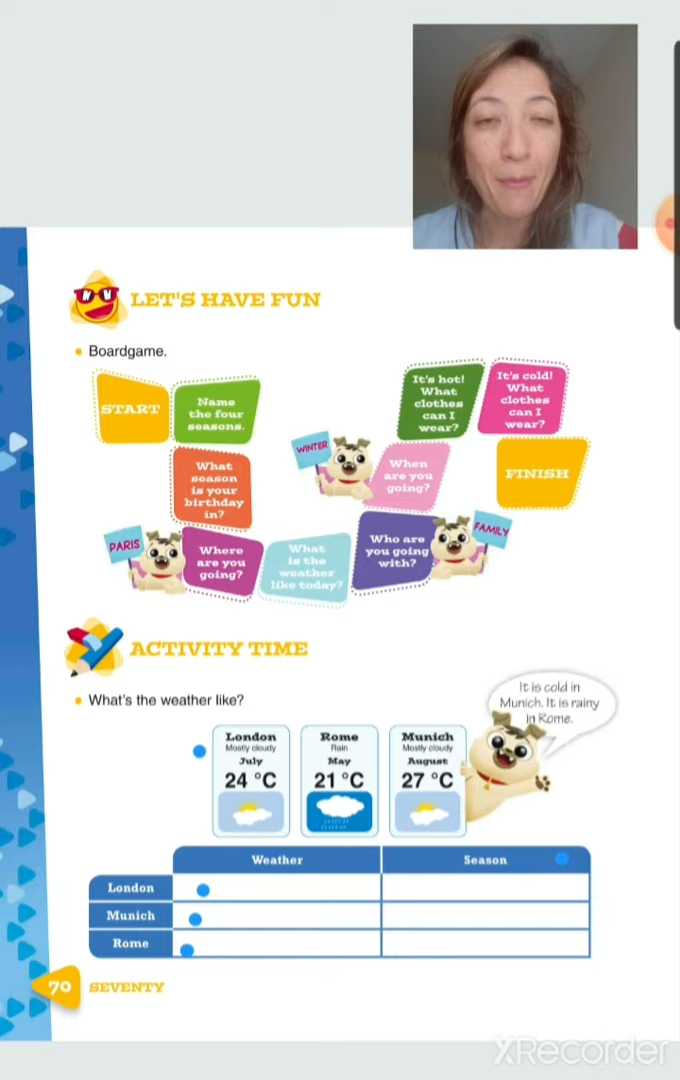 LET'S HAVE FUN
Boardgame.
START
Name
the four
seasons.
What
season
is your
birthday
in?
PARIS
Where
are you
going?
What
is the
weather
like today?
Who are
you going
with?
FAMILY
WINTER
When
are you
going?
It's hot!
What
clothes
can I
wear?
It's cold!
What
clothes
can I
wear?
FINISH
ACTIVITY TIME
What's the weather like?
It is cold in
Munich. It is rainy
in Rome.
London
Mostly cloudy
July
24 °C
Rome
Rain
May
21 °C
Munich
Mostly cloudy
August
27 °C
Weather Season
London
Munich
Rome
70 SEVENTY
XRecorder